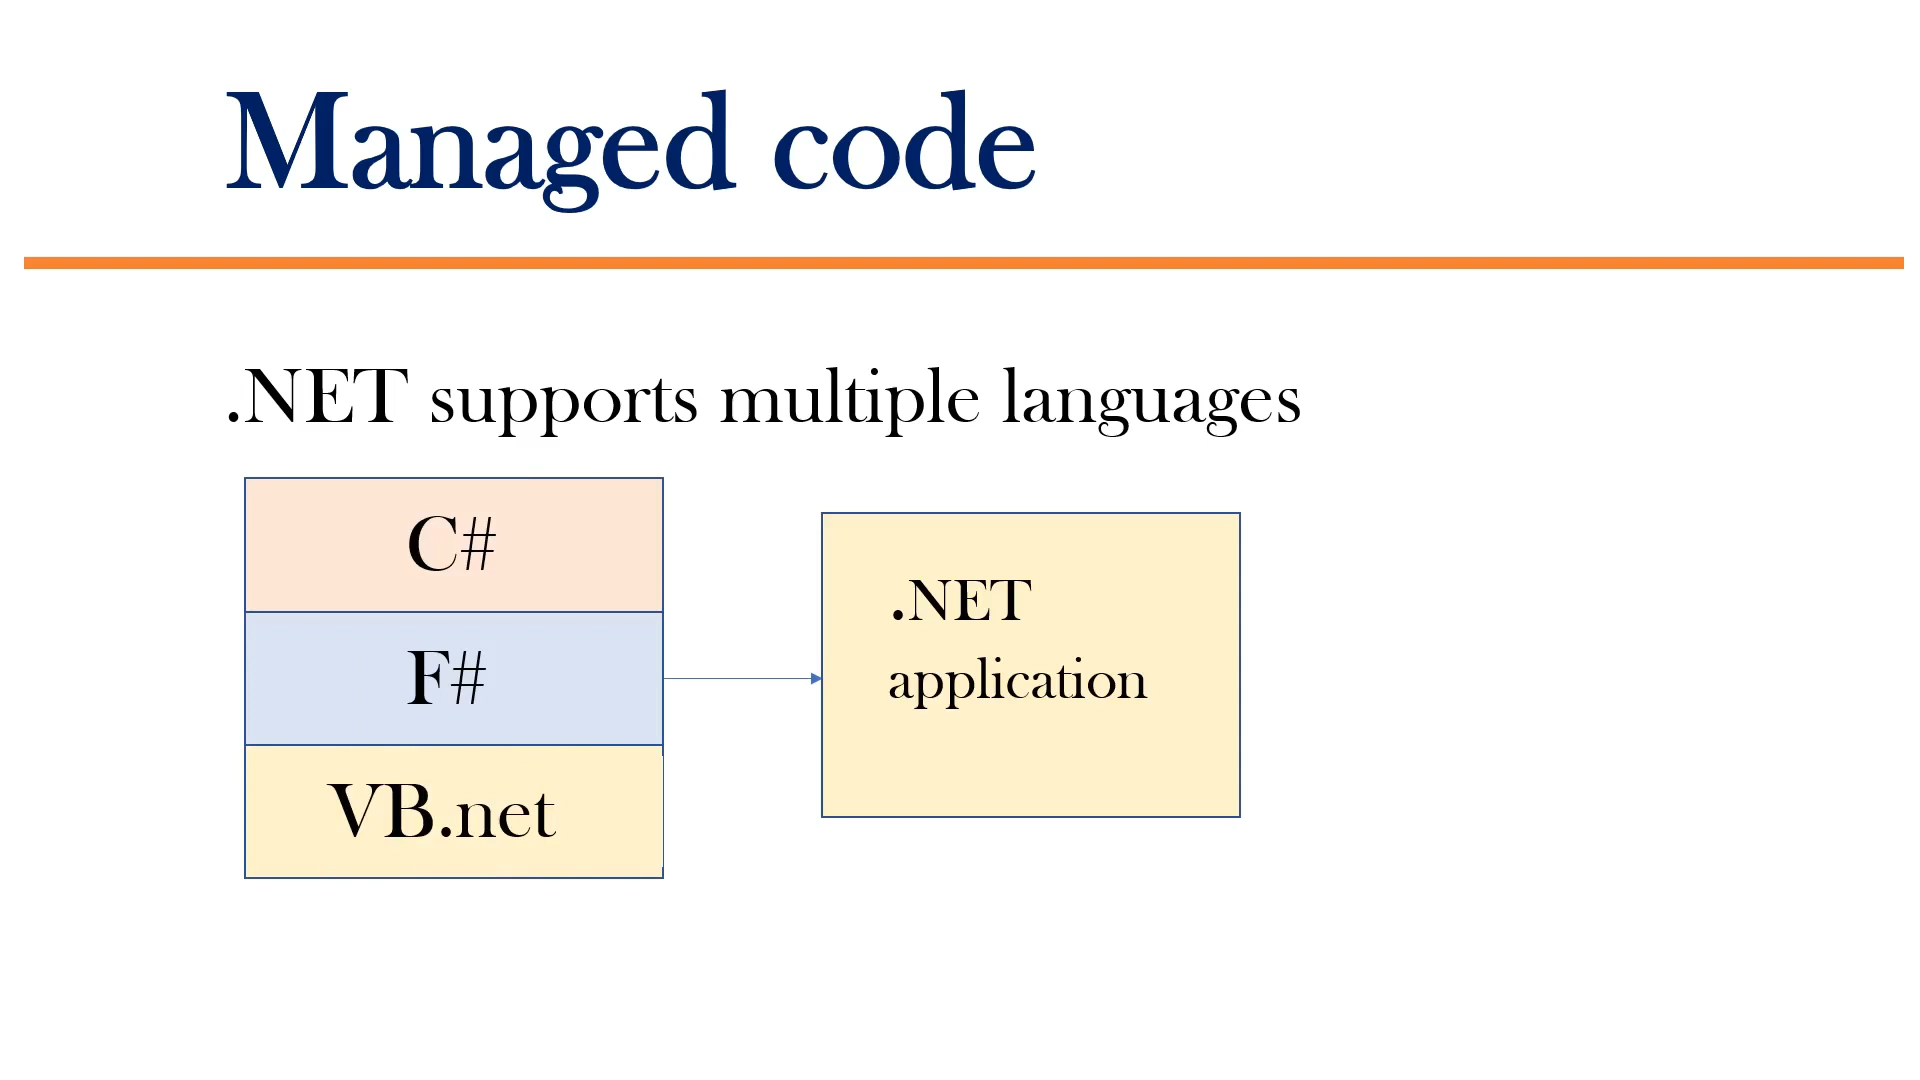 Managed code
.NET supports multiple languages
C#
F#
VB.net
.NET
application